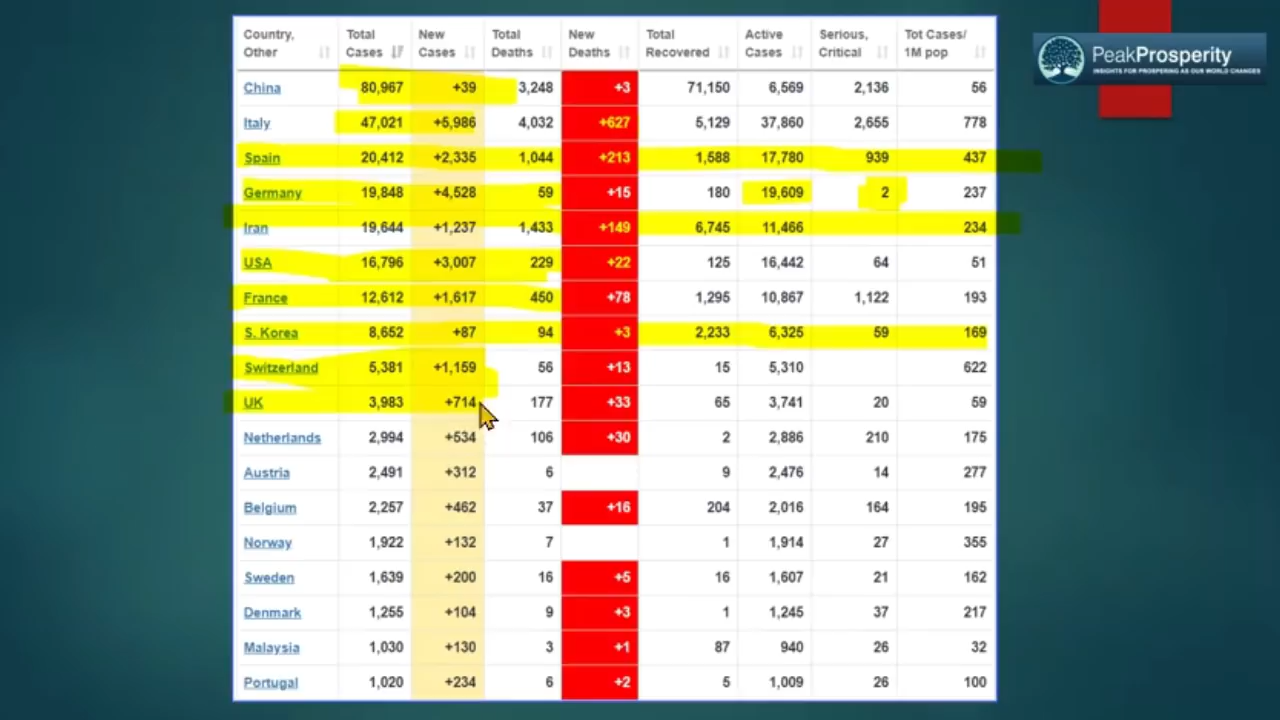 Country, Other Total Cases New Cases Total Deaths New Deaths Total Recovered Active Cases Serious, Critical Tot Cases/ 1M pop
China 80,967 +39 3,248 +3 71,150 6,569 2,136 56
Italy 47,021 +5,986 4,032 +627 5,129 37,860 2,655 778
Spain 20,412 +2,335 1,044 +213 1,588 17,780 939 437
Germany 19,848 +4,528 59 +15 180 19,609 2 237
Iran 19,644 +1,237 1,433 +149 6,745 11,466 234
USA 16,796 +3,007 229 +22 125 16,442 64 51
France 12,612 +1,617 450 +78 1,295 10,867 1,122 193
S. Korea 8,652 +87 94 +3 2,233 6,325 59 169
Switzerland 5,381 +1,159 56 +13 15 5,310 622
UK 3,983 +714 177 +33 65 3,741 20 59
Netherlands 2,994 +534 106 +30 2 2,886 210 175
Austria 2,491 +312 6 9 2,476 14 277
Belgium 2,257 +462 37 +16 204 2,016 164 195
Norway 1,922 +132 7 1 1,914 27 355
Sweden 1,639 +200 16 +5 16 1,607 21 162
Denmark 1,255 +104 9 +3 1 1,245 37 217
Malaysia 1,030 +130 3 +1 87 940 26 32
Portugal 1,020 +234 6 +2 5 1,009 26 100
PeakProsperity
INSIGHTS FOR PROSPERING AS OUR WORLD CHANGES